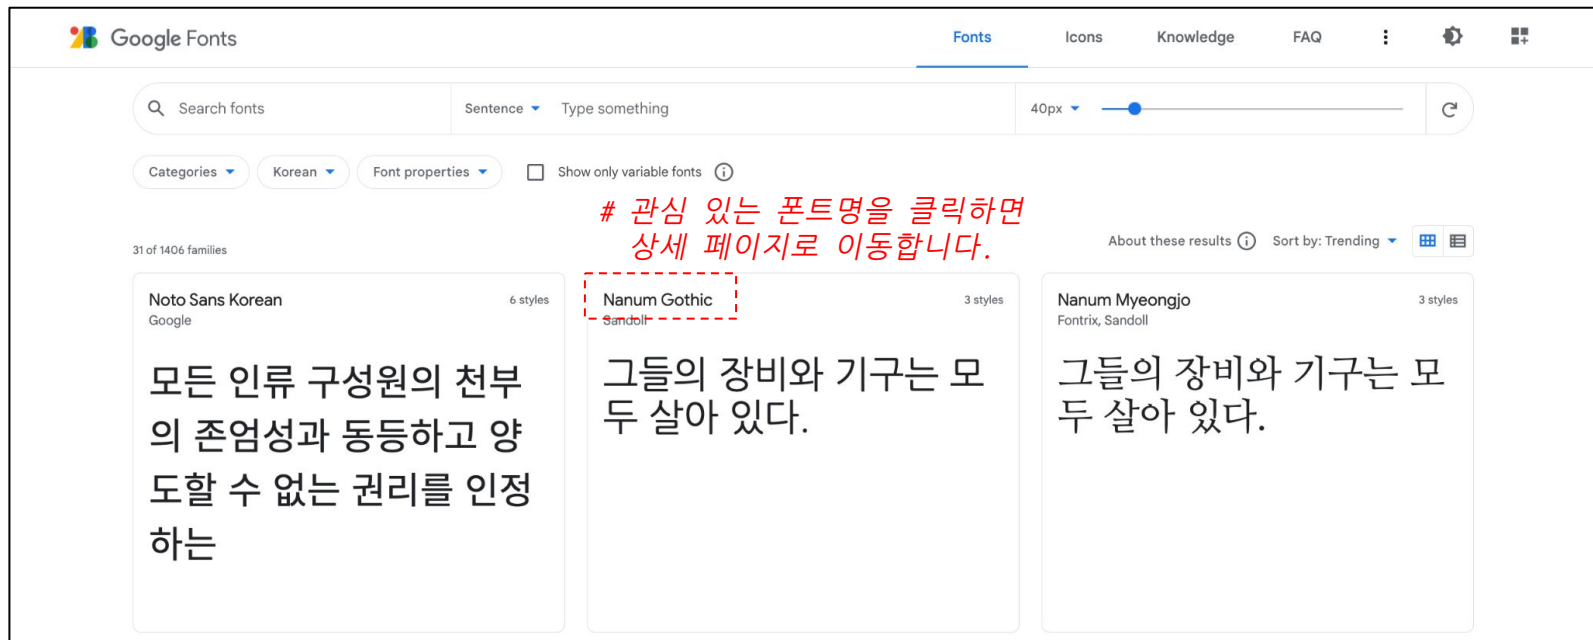 Google Fonts
Fonts Icons Knowledge FAQ
Search fonts Sentence Type something 40px
Categories Korean Font properties Show only variable fonts
# 관심 있는 폰트명을 클릭하면
상세 페이지로 이동합니다.
31 of 1406 families About these results Sort by: Trending
Noto Sans Korean 6 styles
Google
모든 인류 구성원의 천부
의 존엄성과 동등하고 양
도할 수 없는 권리를 인정
하는
Nanum Gothic 3 styles
Sandoll
그들의 장비와 기구는 모
두 살아 있다.
Nanum Myeongjo 3 styles
Fontrix, Sandoll
그들의 장비와 기구는 모
두 살아 있다.